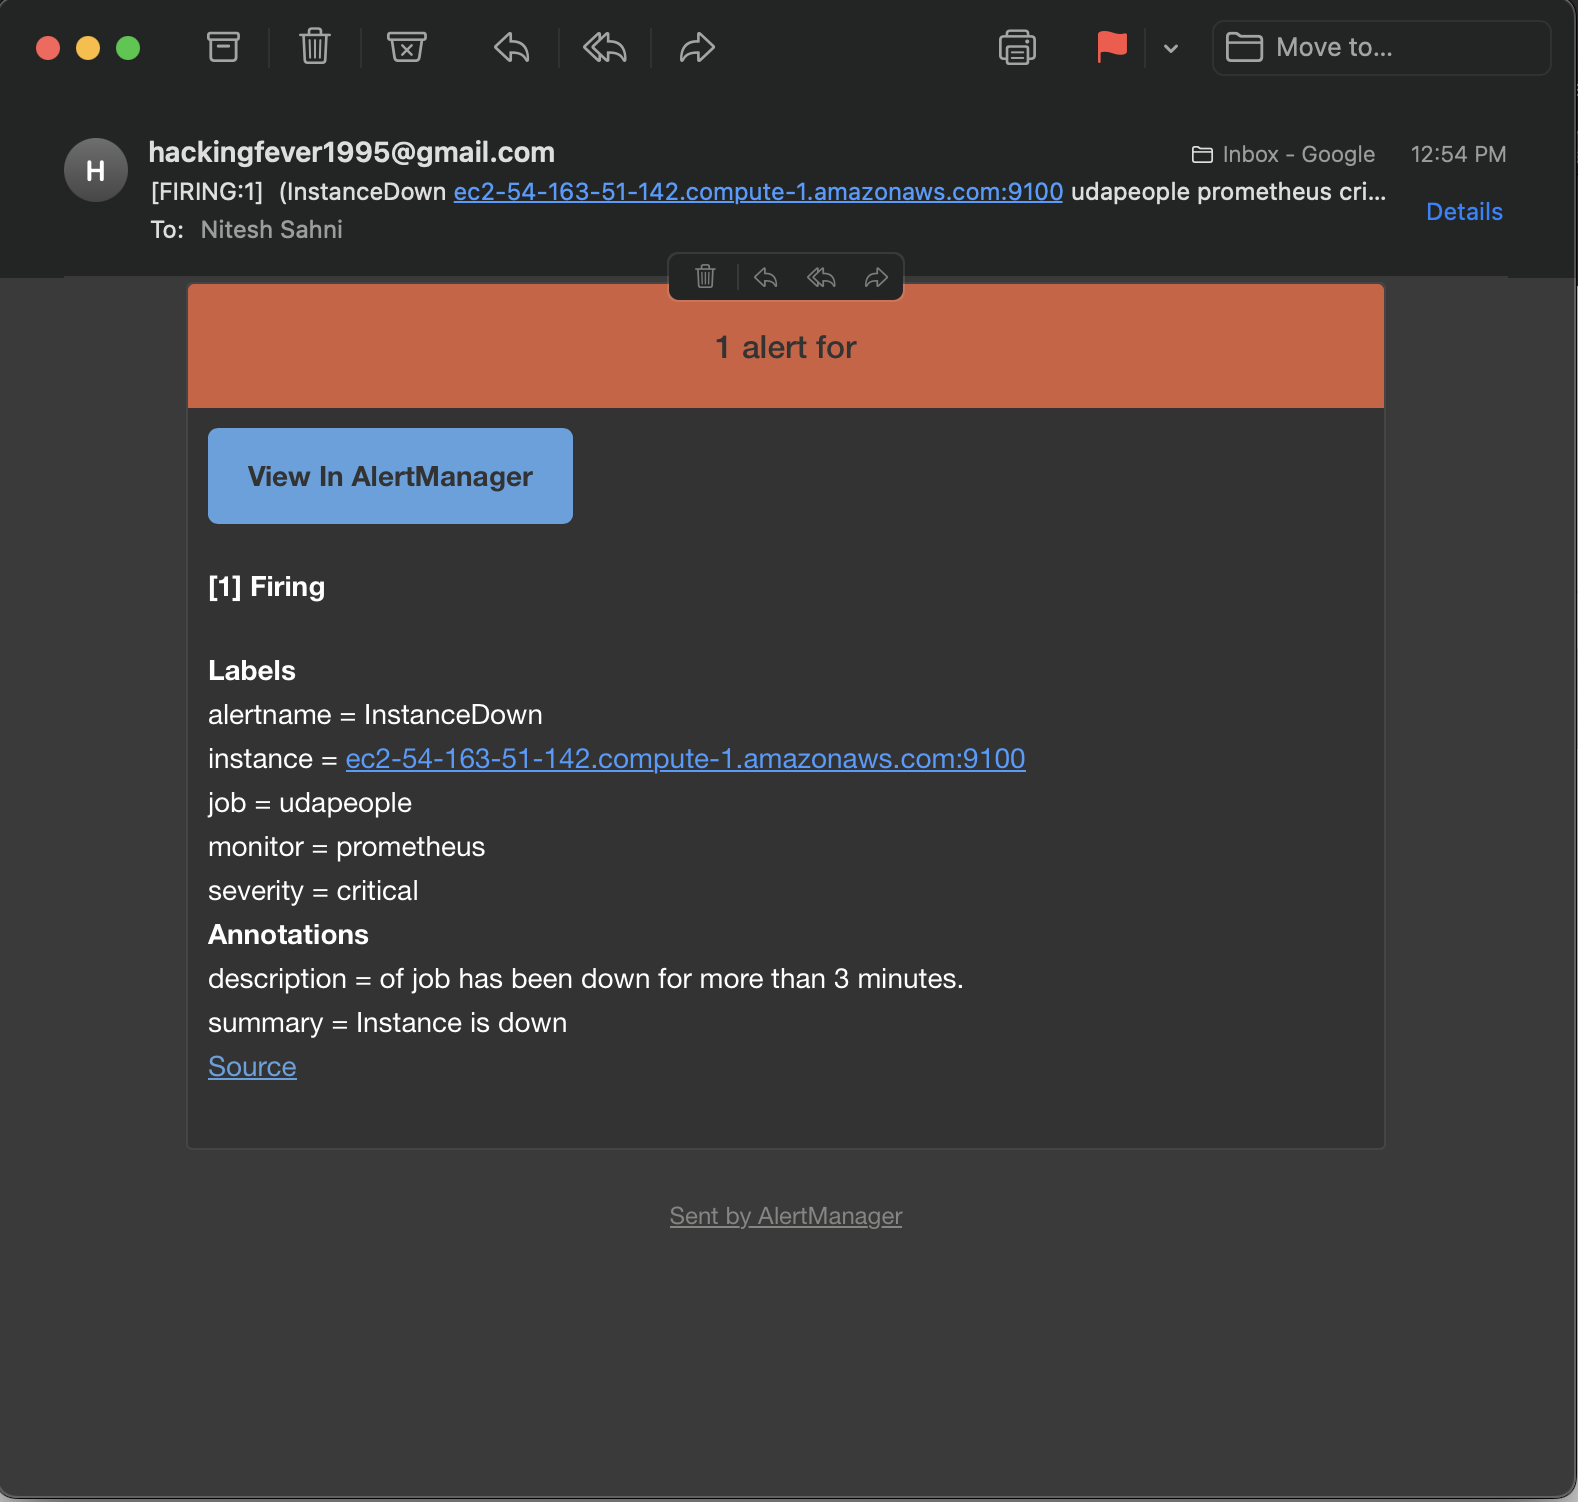 Move to...
H
hackingfever1995@gmail.com
Inbox - Google 12:54 PM
[FIRING:1] (InstanceDown ec2-54-163-51-142.compute-1.amazonaws.com:9100 udapeople prometheus cri...
Details
To: Nitesh Sahni
1 alert for
View In AlertManager
[1] Firing
Labels
alertname = InstanceDown
instance = ec2-54-163-51-142.compute-1.amazonaws.com:9100
job = udapeople
monitor = prometheus
severity = critical
Annotations
description = of job has been down for more than 3 minutes.
summary = Instance is down
Source
Sent by AlertManager